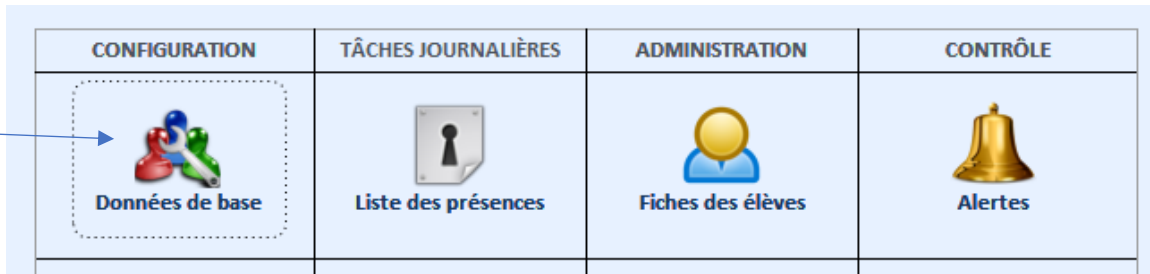 CONFIGURATION TÂCHES JOURNALIÈRES ADMINISTRATION CONTRÔLE
Données de base Liste des présences Fiches des élèves Alertes